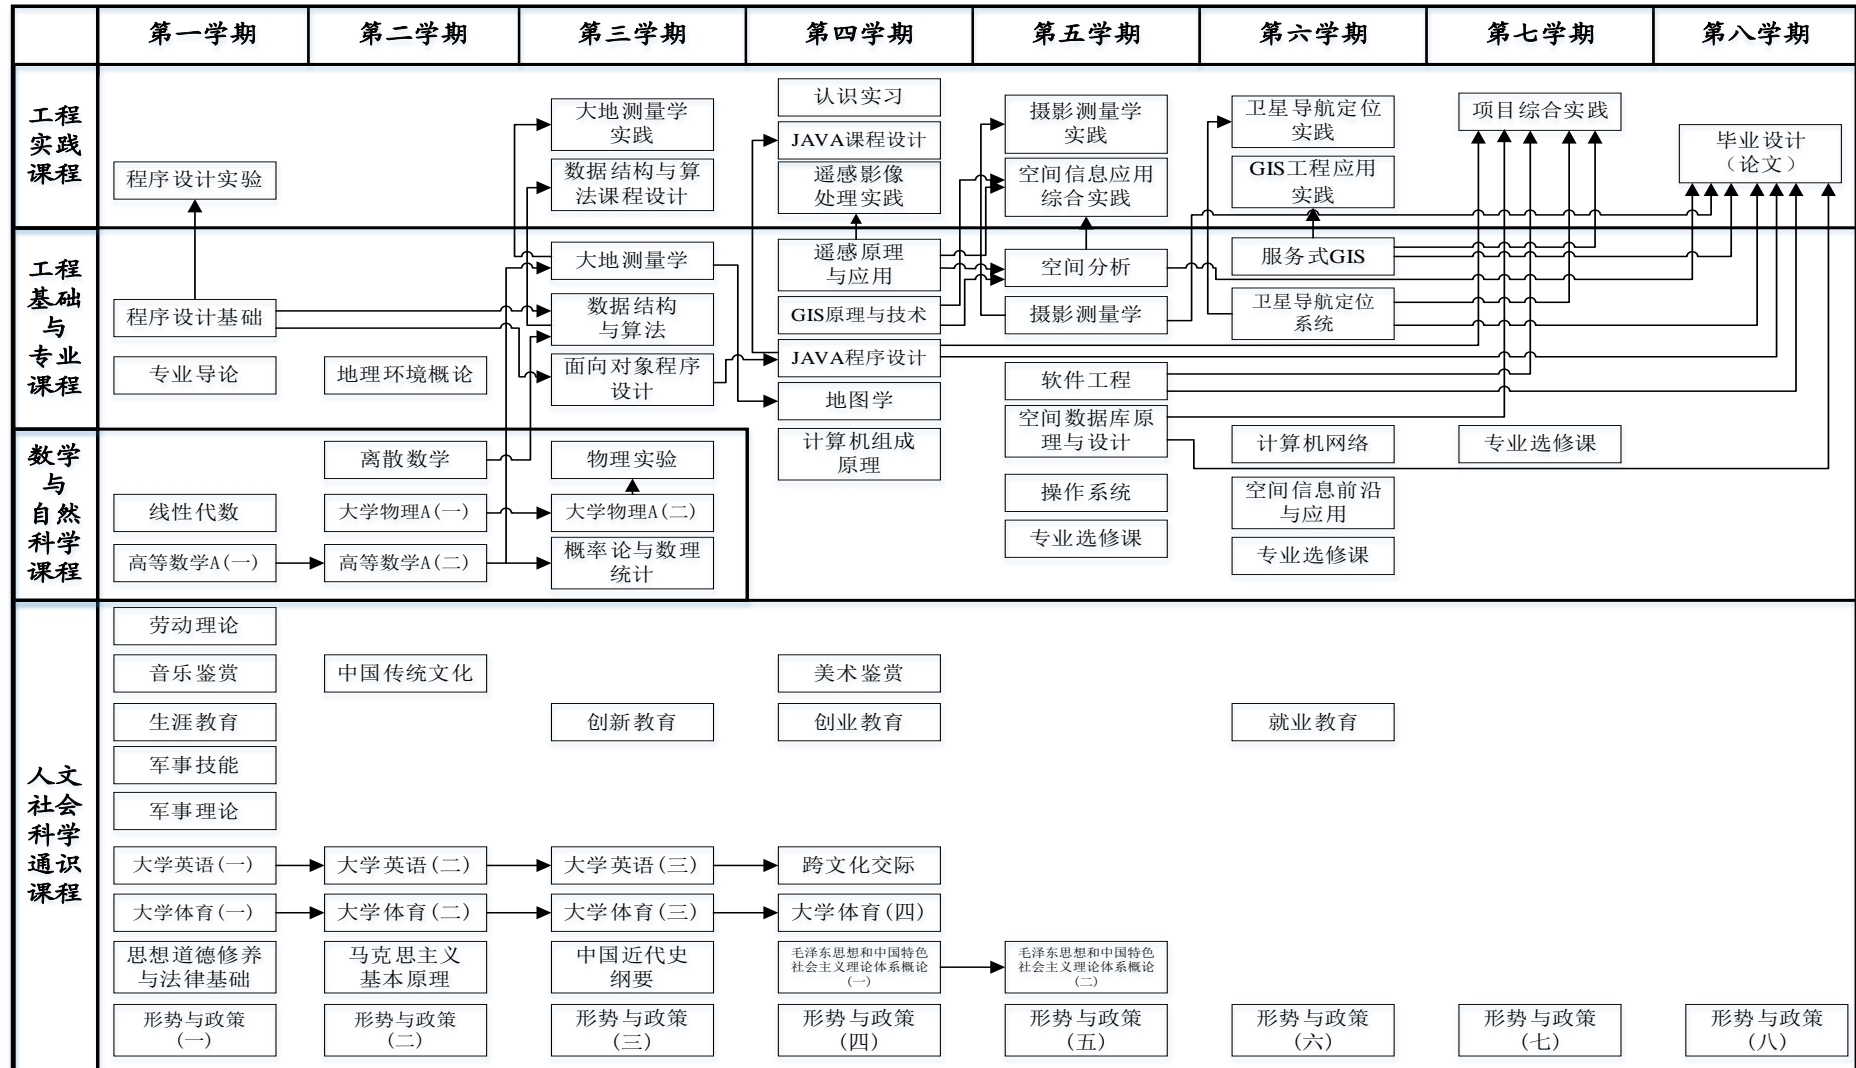 第一学期
第二学期
第三学期
第四学期
第五学期
第六学期
第七学期
第八学期
工程
实践
课程
程序设计实验
大地测量学
实践
数据结构与算
法课程设计
认识实习
JAVA课程设计
遥感影像
处理实践
摄影测量学
实践
空间信息应用
综合实践
卫星导航定位
实践
GIS工程应用
实践
项目综合实践
毕业设计
（论文）
工程
基础
与
专业
课程
程序设计基础
专业导论
地理环境概论
大地测量学
数据结构
与算法
面向对象程序
设计
遥感原理
与应用
GIS原理与技术
JAVA程序设计
地图学
计算机组成
原理
空间分析
摄影测量学
软件工程
空间数据库原
理与设计
操作系统
专业选修课
服务式GIS
卫星导航定位
系统
计算机网络
空间信息前沿
与应用
专业选修课
专业选修课
数学
与
自然
科学
课程
线性代数
高等数学A(一)
离散数学
大学物理A(一)
高等数学A(二)
物理实验
大学物理A(二)
概率论与数理
统计
人文
社会
科学
通识
课程
劳动理论
音乐鉴赏
中国传统文化
美术鉴赏
生涯教育
创新教育
创业教育
就业教育
军事技能
军事理论
大学英语(一)
大学英语(二)
大学英语(三)
跨文化交际
大学体育(一)
大学体育(二)
大学体育(三)
大学体育(四)
思想道德修养
与法律基础
马克思主义
基本原理
中国近代史
纲要
毛泽东思想和中国特色
社会主义理论体系概论
(一)
毛泽东思想和中国特色
社会主义理论体系概论
(二)
形势与政策
(一)
形势与政策
(二)
形势与政策
(三)
形势与政策
(四)
形势与政策
(五)
形势与政策
(六)
形势与政策
(七)
形势与政策
(八)